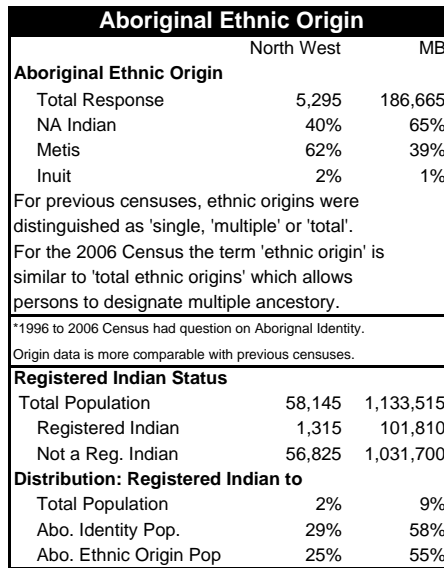 Aboriginal Ethnic Origin
North West MB
Aboriginal Ethnic Origin
Total Response 5,295 186,665
NA Indian 40% 65%
Metis 62% 39%
Inuit 2% 1%
For previous censuses, ethnic origins were
distinguished as 'single, 'multiple' or 'total'.
For the 2006 Census the term 'ethnic origin' is
similar to 'total ethnic origins' which allows
persons to designate multiple ancestory.
*1996 to 2006 Census had question on Aborignal Identity.
Origin data is more comparable with previous censuses.
Registered Indian Status
Total Population 58,145 1,133,515
Registered Indian 1,315 101,810
Not a Reg. Indian 56,825 1,031,700
Distribution: Registered Indian to
Total Population 2% 9%
Abo. Identity Pop. 29% 58%
Abo. Ethnic Origin Pop 25% 55%